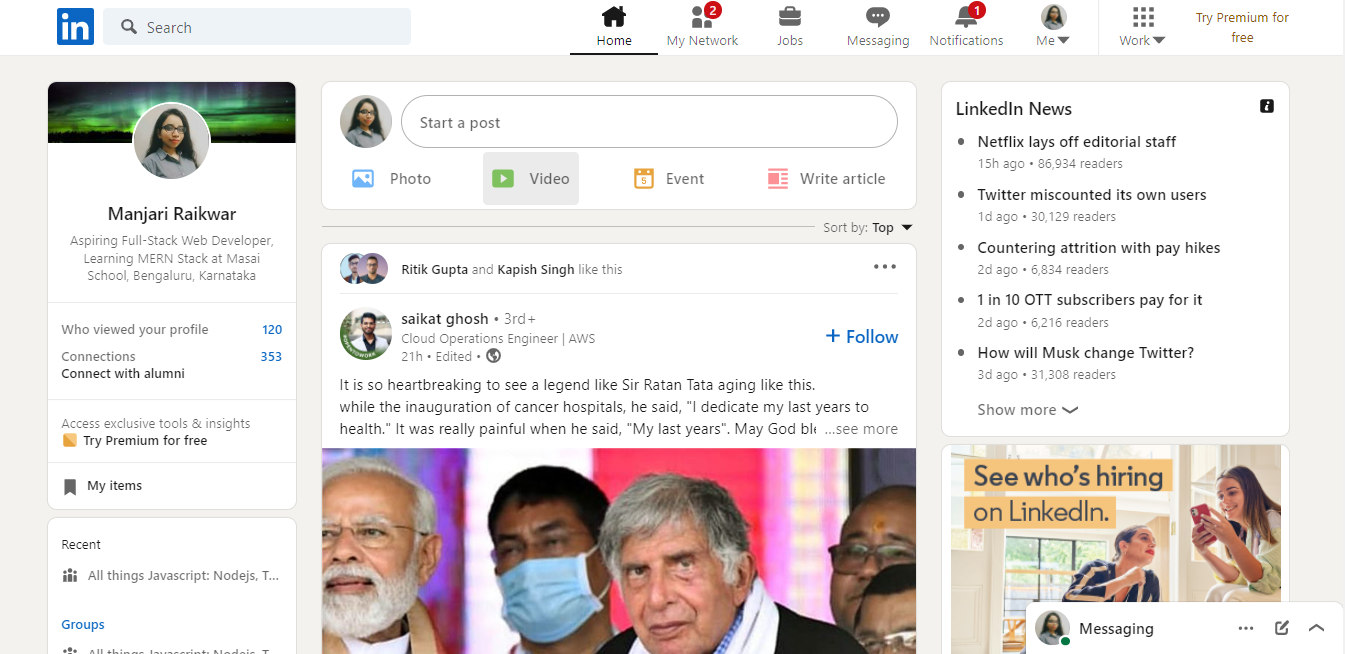 in
Search
2
1
Home
My Network
Jobs
Messaging
Notifications
Me
Work
Try Premium for
free
Manjari Raikwar
Aspiring Full-Stack Web Developer,
Learning MERN Stack at Masai
School, Bengaluru, Karnataka
Who viewed your profile 120
Connections 353
Connect with alumni
Access exclusive tools & insights
Try Premium for free
My items
Recent
All things Javascript: Nodejs, T...
Groups
All things Javascript: Nodejs, T...
Start a post
Photo
Video
5
Event
Write article
Sort by: Top
Ritik Gupta and Kapish Singh like this
saikat ghosh • 3rd+
Cloud Operations Engineer | AWS
21h • Edited •
+ Follow
It is so heartbreaking to see a legend like Sir Ratan Tata aging like this.
while the inauguration of cancer hospitals, he said, "I dedicate my last years to
health." It was really painful when he said, "My last years". May God ble ...see more
LinkedIn News
Netflix lays off editorial staff
15h ago • 86,934 readers
Twitter miscounted its own users
1d ago • 30,129 readers
Countering attrition with pay hikes
2d ago • 6,834 readers
1 in 10 OTT subscribers pay for it
2d ago • 6,216 readers
How will Musk change Twitter?
3d ago • 31,308 readers
Show more
See who's hiring
on LinkedIn.
Messaging